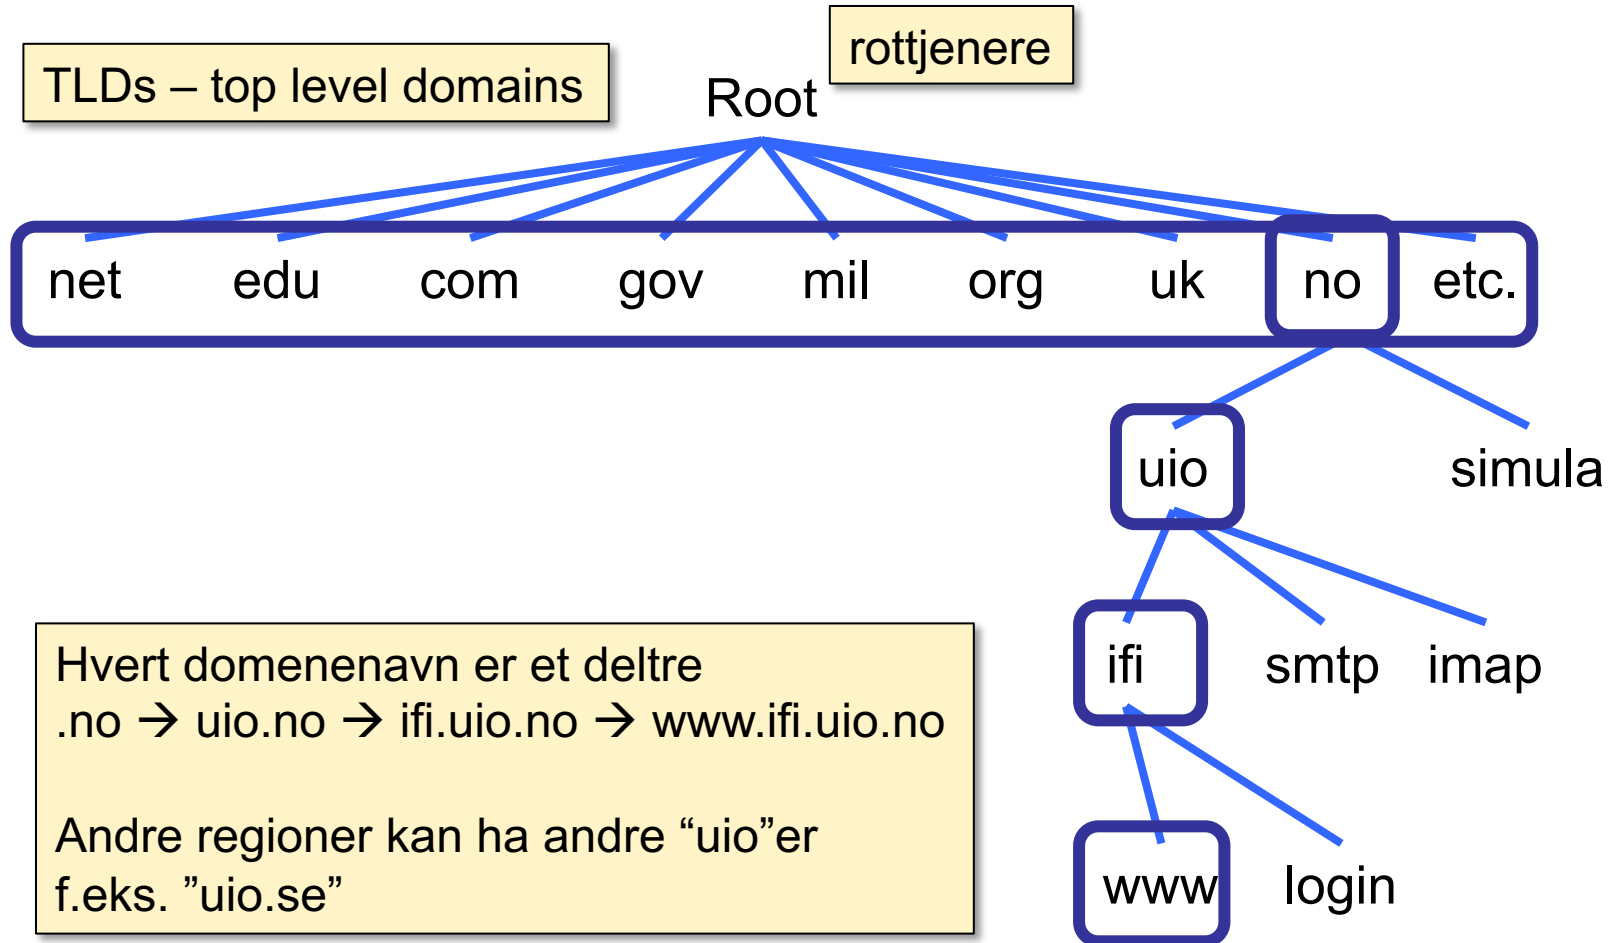 rottjenere
TLDs – top level domains
Root
net edu com gov mil org uk no etc.
uio simula
ifi smtp imap
Hvert domenenavn er et deltre
.no → uio.no → ifi.uio.no → www.ifi.uio.no
Andre regioner kan ha andre “uio”er
f.eks. ”uio.se”
www login